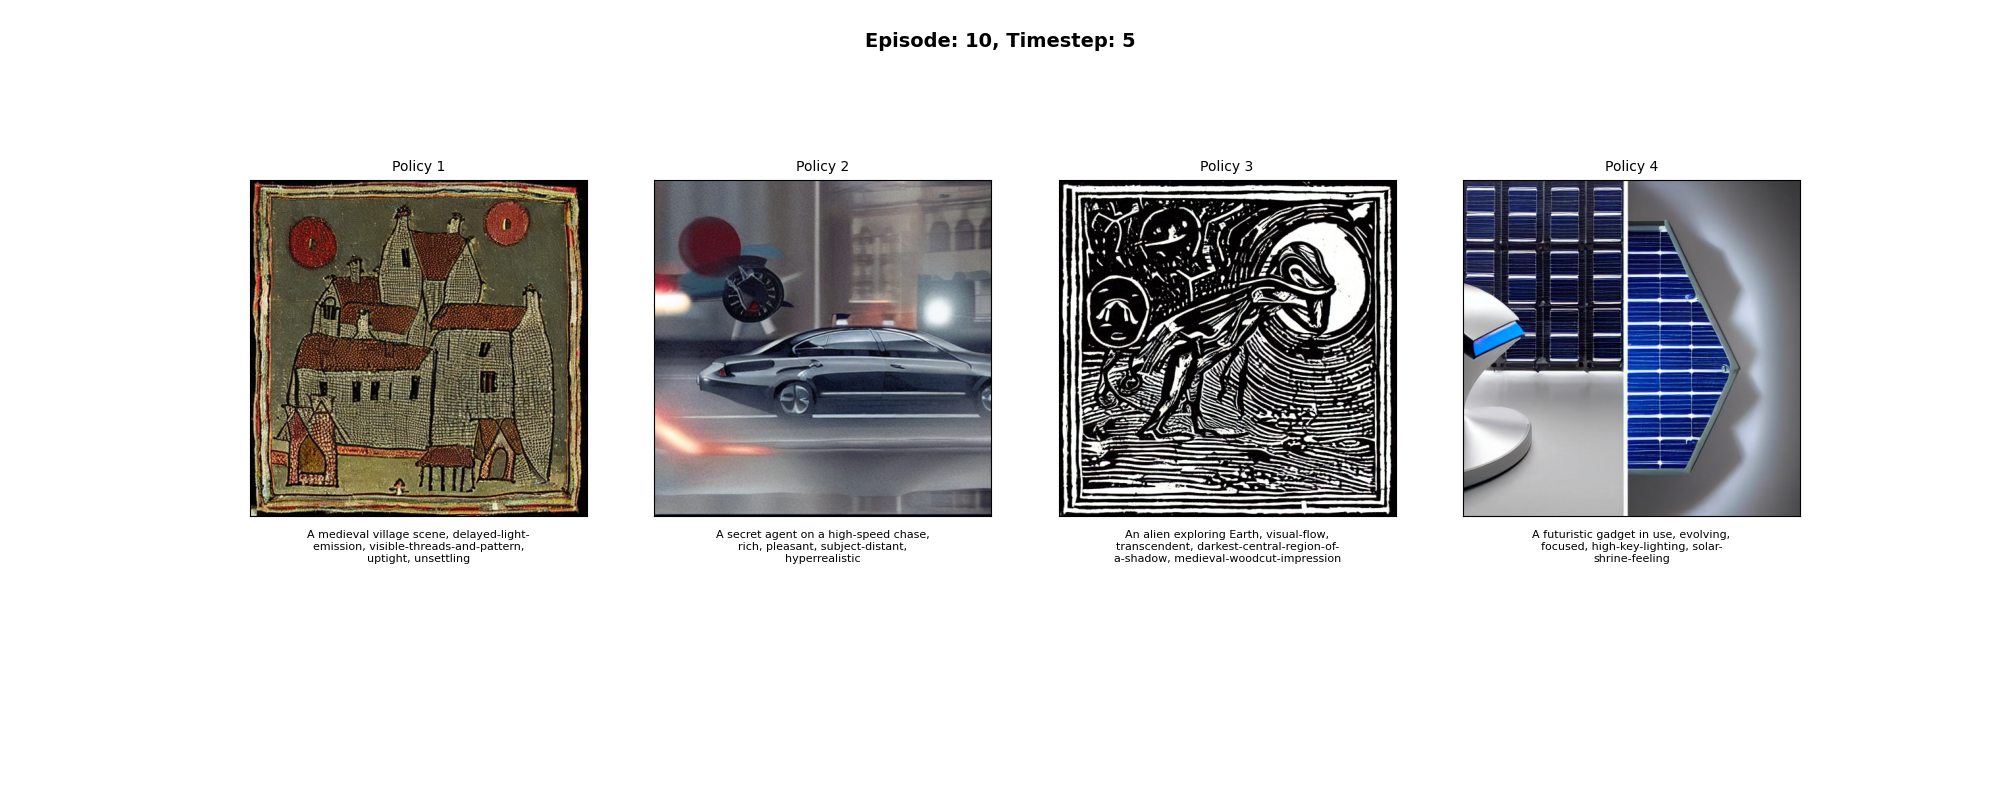 Episode: 10, Timestep: 5
Policy 1
Policy 2
Policy 3
Policy 4
A medieval village scene, delayed-light-
emission, visible-threads-and-pattern,
uptight, unsettling
A secret agent on a high-speed chase,
rich, pleasant, subject-distant,
hyperrealistic
An alien exploring Earth, visual-flow,
transcendent, darkest-central-region-of-
a-shadow, medieval-woodcut-impression
A futuristic gadget in use, evolving,
focused, high-key-lighting, solar-
shrine-feeling